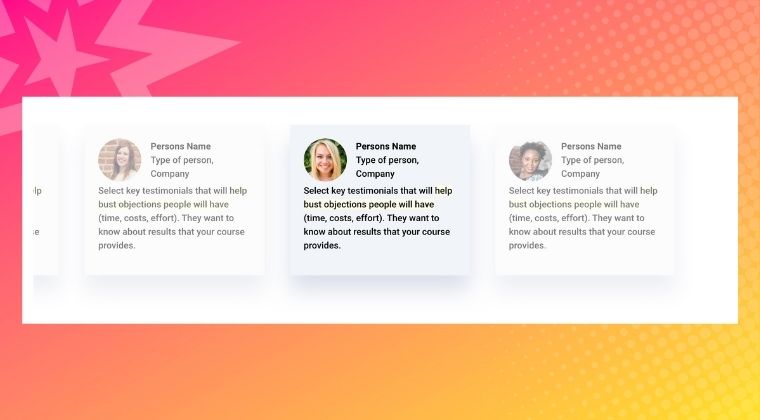 Persons Name
Type of person,
Company
Select key testimonials that will help
bust objections people will have
(time, costs, effort). They want to
know about results that your course
provides.
Persons Name
Type of person,
Company
Select key testimonials that will help
bust objections people will have
(time, costs, effort). They want to
know about results that your course
provides.
Persons Name
Type of person,
Company
Select key testimonials that will help
bust objections people will have
(time, costs, effort). They want to
know about results that your course
provides.